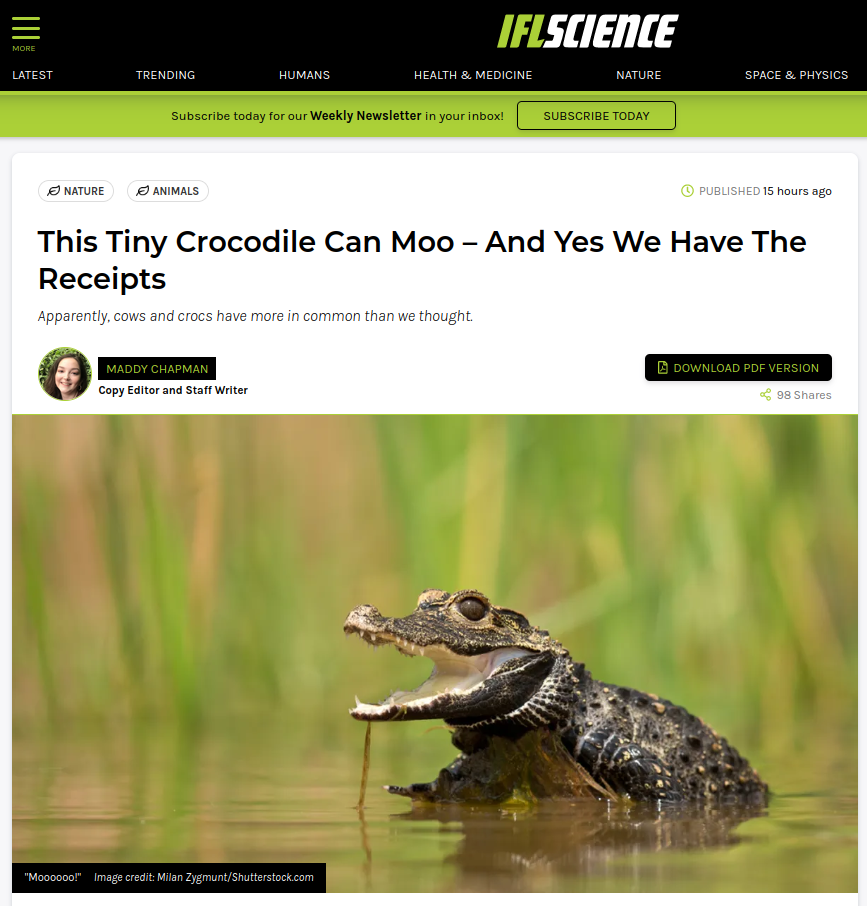 MORE
IFLSCIENCE
LATEST TRENDING HUMANS HEALTH & MEDICINE NATURE SPACE & PHYSICS
Subscribe today for our Weekly Newsletter in your inbox! SUBSCRIBE TODAY
NATURE ANIMALS PUBLISHED 15 hours ago
This Tiny Crocodile Can Moo – And Yes We Have The
Receipts
Apparently, cows and crocs have more in common than we thought.
MADDY CHAPMAN
Copy Editor and Staff Writer
DOWNLOAD PDF VERSION
98 Shares
"Moooooo!" Image credit: Milan Zygmunt/Shutterstock.com